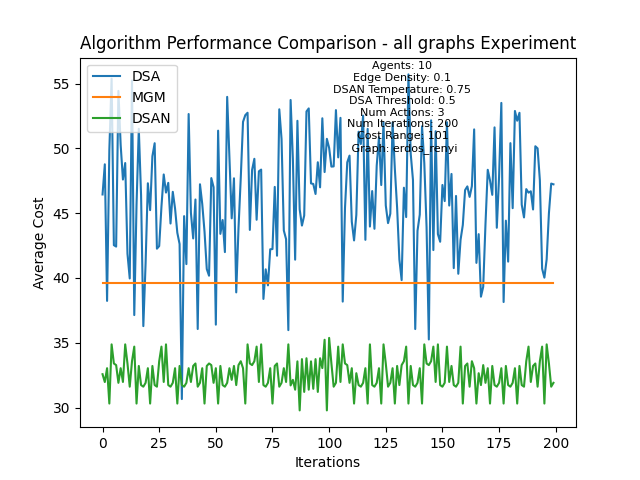 Algorithm Performance Comparison - all graphs Experiment
DSA
MGM
DSAN
Agents: 10
Edge Density: 0.1
DSAN Temperature: 0.75
DSA Threshold: 0.5
Num Actions: 3
Num Iterations: 200
Cost Range: 101
Graph: erdos_renyi
Average Cost
55
50
45
40
35
30
0 25 50 75 100 125 150 175 200
Iterations